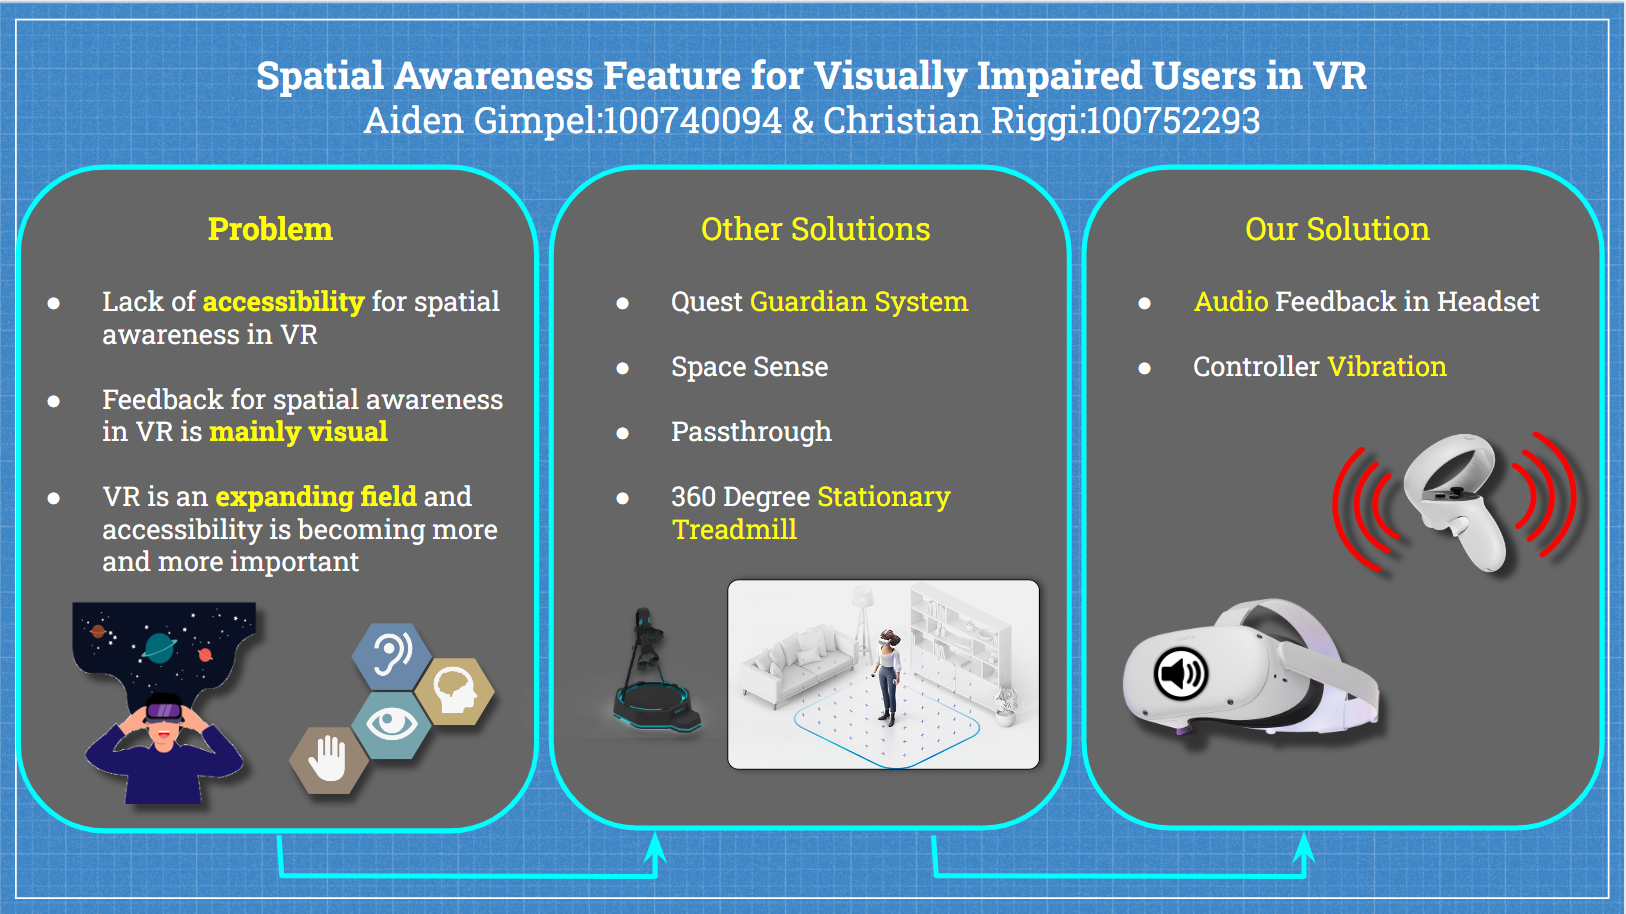 Spatial Awareness Feature for Visually Impaired Users in VR
Aiden Gimpel:100740094 & Christian Riggi:100752293
Problem
● Lack of accessibility for spatial
awareness in VR
● Feedback for spatial awareness
in VR is mainly visual
● VR is an expanding field and
accessibility is becoming more
and more important
Other Solutions
● Quest Guardian System
● Space Sense
● Passthrough
● 360 Degree Stationary
Treadmill
Our Solution
● Audio Feedback in Headset
● Controller Vibration